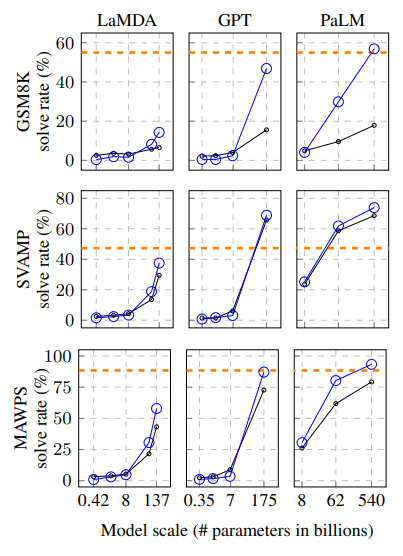 LaMDA GPT PaLM
GSM8K
solve rate (%)
60
40
20
0
SVAMP
solve rate (%)
80
60
40
20
0
MAWPS
solve rate (%)
100
75
50
25
0
0.42 8 137 0.35 7 175 8 62 540
Model scale (# parameters in billions)